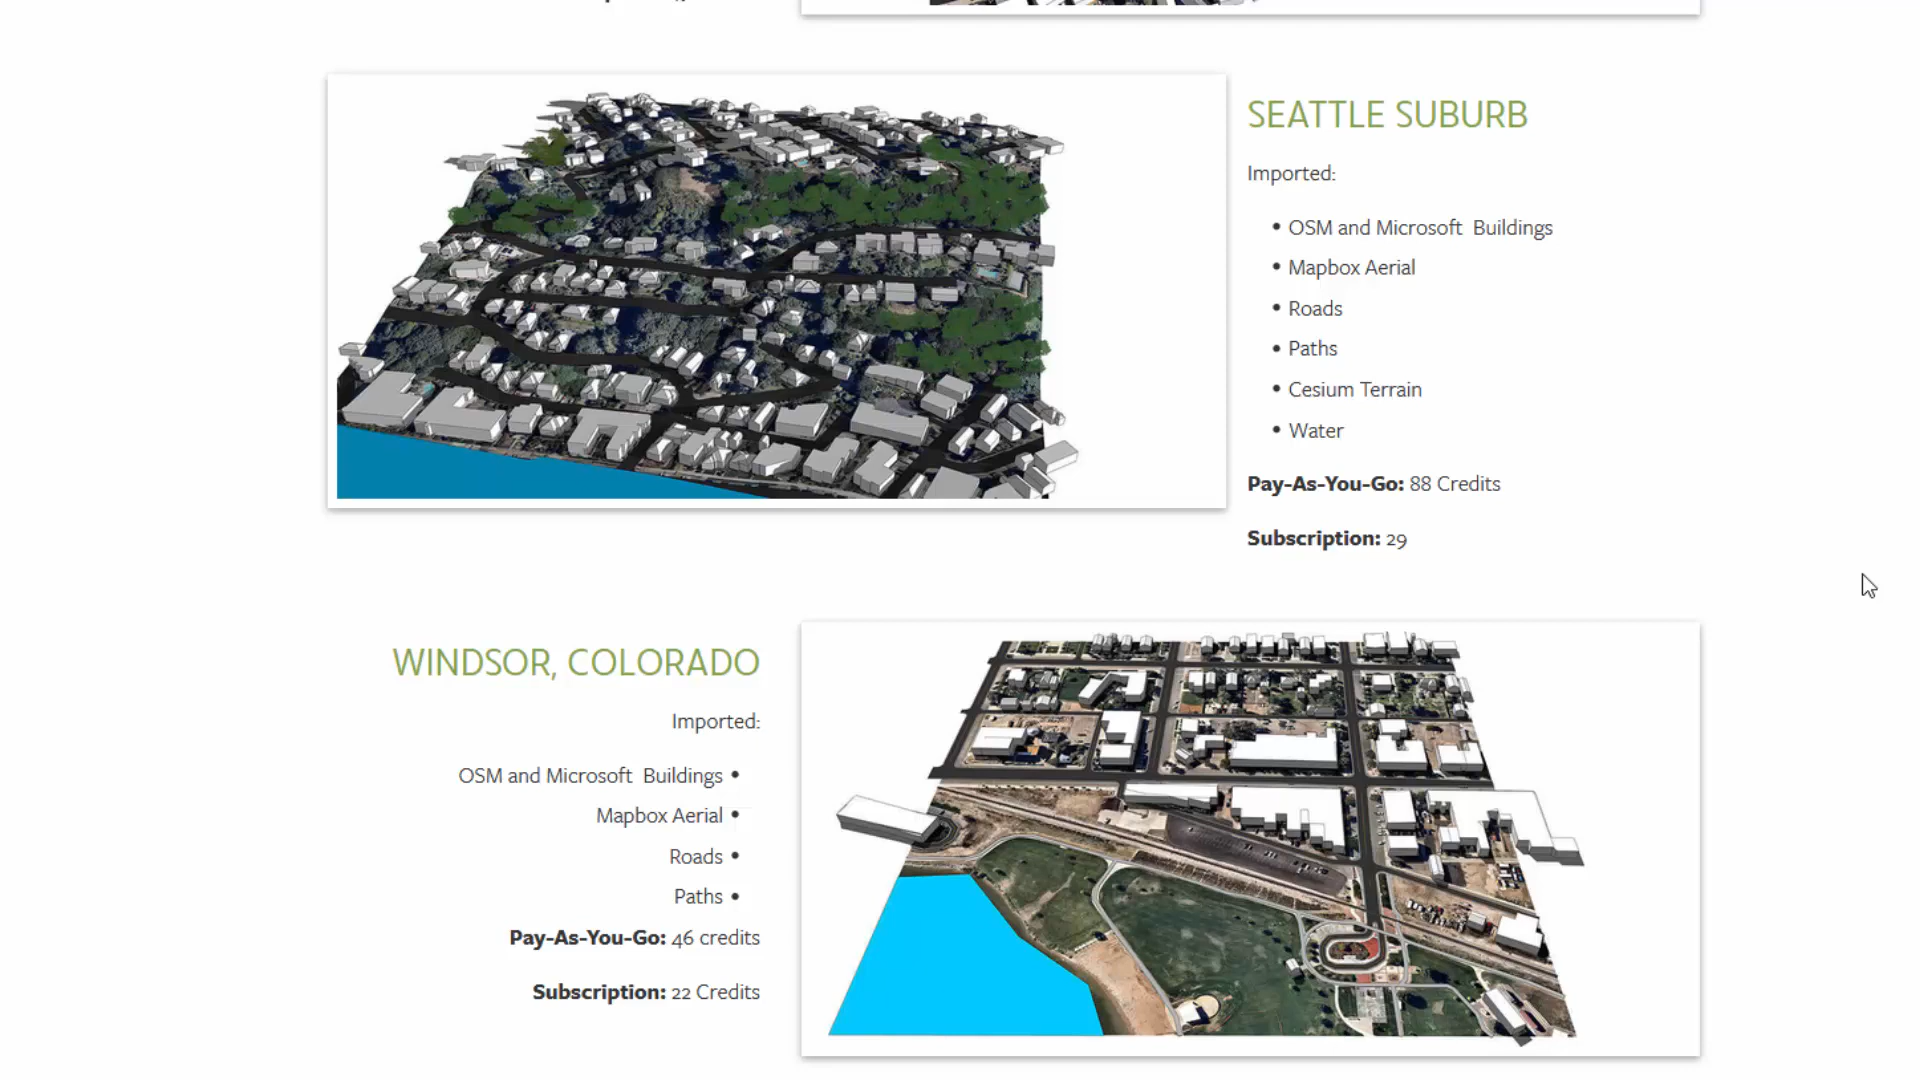 SEATTLE SUBURB
Imported:
• OSM and Microsoft Buildings
• Mapbox Aerial
• Roads
• Paths
• Cesium Terrain
• Water
Pay-As-You-Go: 88 Credits
Subscription: 29
WINDSOR, COLORADO
Imported:
OSM and Microsoft Buildings •
Mapbox Aerial •
Roads •
Paths •
Pay-As-You-Go: 46 credits
Subscription: 22 Credits